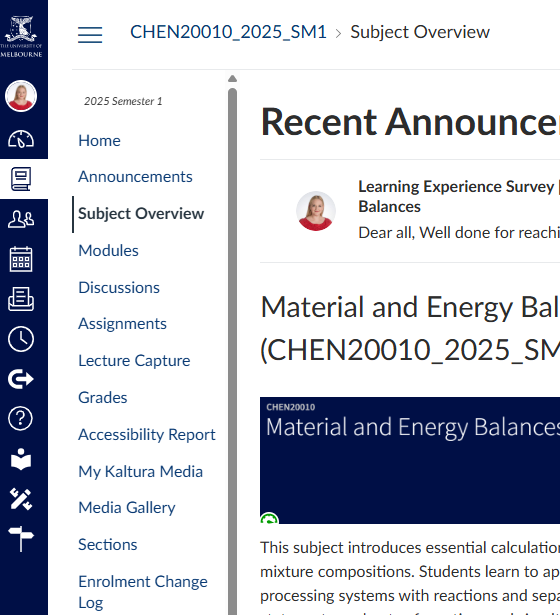 THE UNIVERSITY OF
MELBOURNE
CHEN20010_2025_SM1 > Subject Overview
2025 Semester 1
Home
Announcements
Subject Overview
Modules
Discussions
Assignments
Lecture Capture
Grades
Accessibility Report
My Kaltura Media
Media Gallery
Sections
Enrolment Change
Log
Recent Announce
Learning Experience Survey |
Balances
Dear all, Well done for reachi
Material and Energy Bal
(CHEN20010_2025_SM
CHEN20010
Material and Energy Balances
This subject introduces essential calculation
mixture compositions. Students learn to ap
processing systems with reactions and sepa